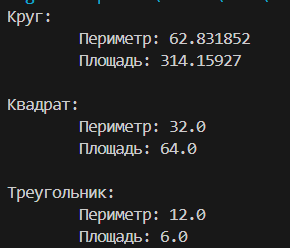 Круг:
Периметр: 62.831852
Площадь: 314.15927
Квадрат:
Периметр: 32.0
Площадь: 64.0
Треугольник:
Периметр: 12.0
Площадь: 6.0